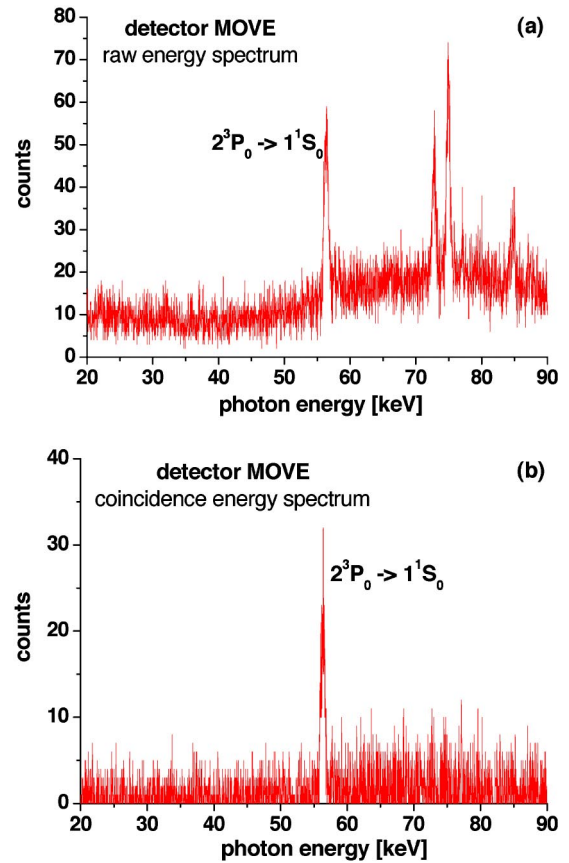 detector MOVE
(a)
raw energy spectrum
2³P₀ -> 1¹S₀
counts
80
70
60
50
40
30
20
10
0
20 30 40 50 60 70 80 90
photon energy [keV]
detector MOVE
(b)
coincidence energy spectrum
2³P₀ -> 1¹S₀
counts
40
30
20
10
0
20 30 40 50 60 70 80 90
photon energy [keV]